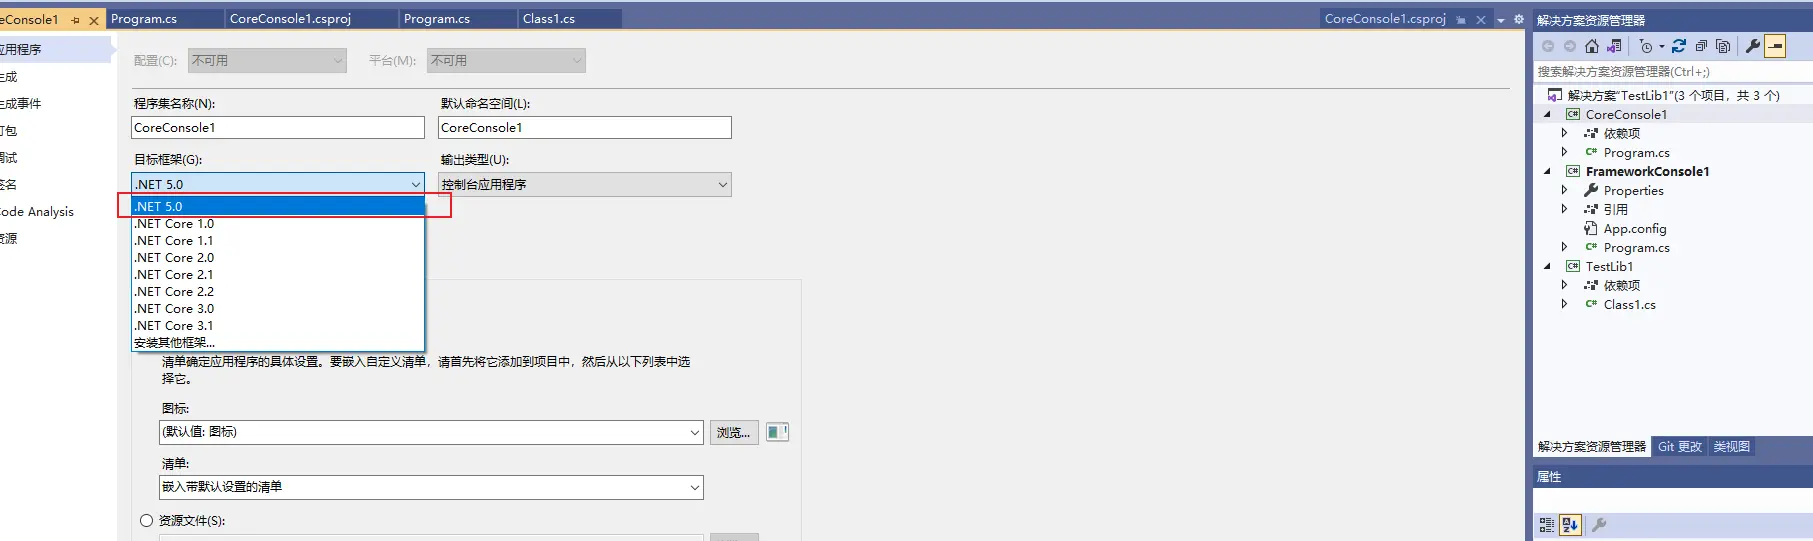 eConsole1
Program.cs
CoreConsole1.csproj
Program.cs
Class1.cs
CoreConsole1.csproj
应用程序
生成
生成事件
打包
调试
签名
Code Analysis
资源
配置(C):
不可用
平台(M):
不可用
程序集名称(N):
默认命名空间(L):
CoreConsole1
CoreConsole1
目标框架(G):
输出类型(U):
.NET 5.0
控制台应用程序
.NET 5.0
.NET Core 1.0
.NET Core 1.1
.NET Core 2.0
.NET Core 2.1
.NET Core 2.2
.NET Core 3.0
.NET Core 3.1
安装其他框架...
清单确定应用程序的具体设置。要嵌入自定义清单，请首先将它添加到项目中，然后从以下列表中选
择它。
图标:
(默认值: 图标)
浏览...
清单:
嵌入带默认设置的清单
资源文件(S):
解决方案资源管理器
搜索解决方案资源管理器(Ctrl+;)
解决方案"TestLib1"(3 个项目，共 3 个)
C# CoreConsole1
依赖项
C# Program.cs
C# FrameworkConsole1
Properties
引用
App.config
C# Program.cs
C# TestLib1
依赖项
C# Class1.cs
解决方案资源管理器
Git 更改
类视图
属性